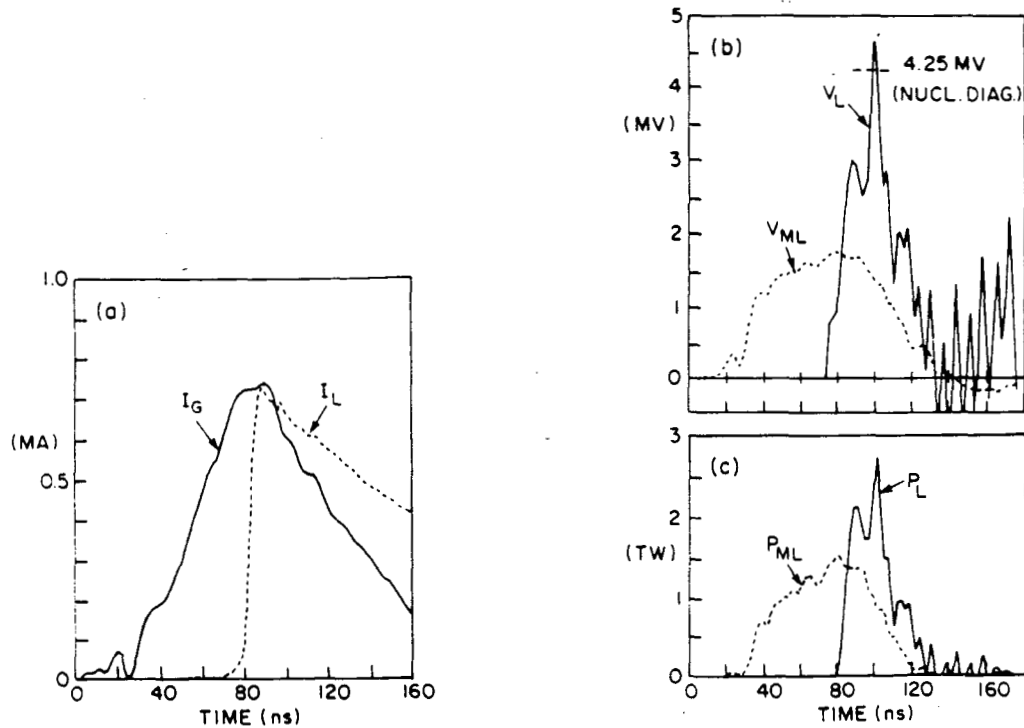 (a)
1.0
0.5
0
(MA)
I_G
I_L
0 40 80 120 160
TIME (ns)
(b)
5
4
3
2
1
0
(MV)
4.25 MV
(NUCL. DIAG.)
V_L
V_ML
(c)
3
2
1
0
(TW)
P_L
P_ML
0 40 80 120 160
TIME (ns)